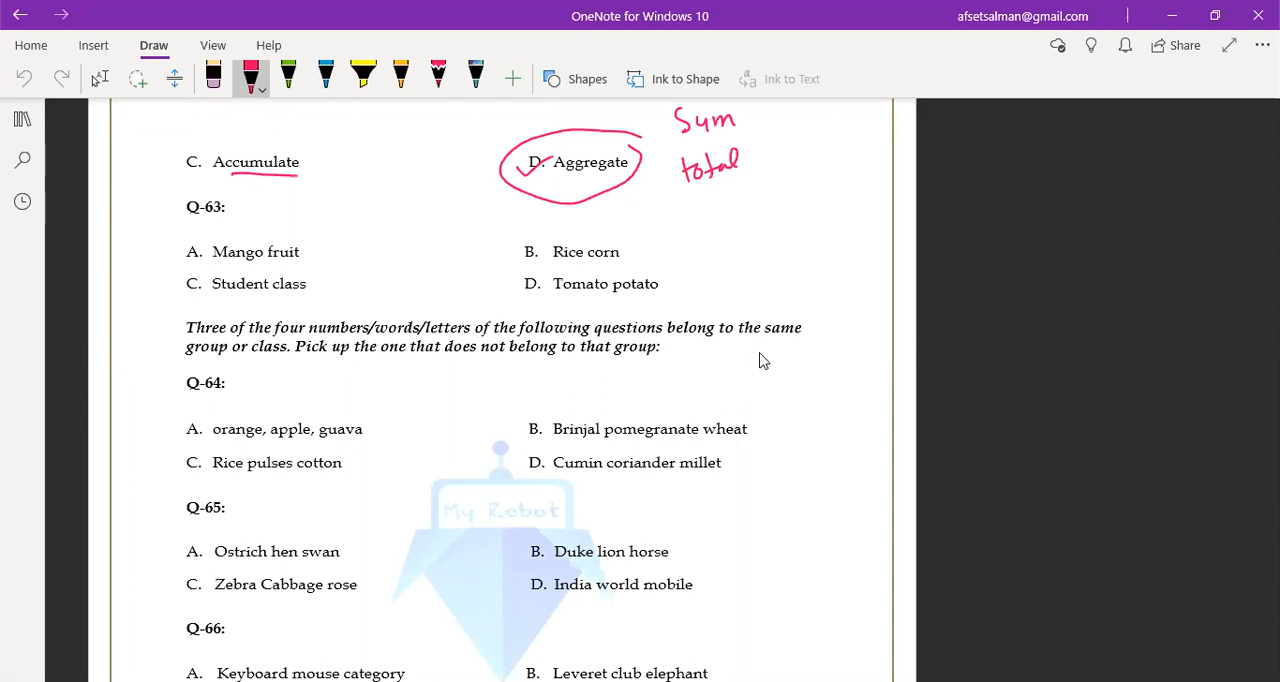 OneNote for Windows 10
afsetsalman@gmail.com
Home Insert Draw View Help
Share
Shapes Ink to Shape Ink to Text
Sum
total
C. Accumulate D. Aggregate
Q-63:
A. Mango fruit B. Rice corn
C. Student class D. Tomato potato
Three of the four numbers/words/letters of the following questions belong to the same
group or class. Pick up the one that does not belong to that group:
Q-64:
A. orange, apple, guava B. Brinjal pomegranate wheat
C. Rice pulses cotton D. Cumin coriander millet
My Robot
Q-65:
A. Ostrich hen swan B. Duke lion horse
C. Zebra Cabbage rose D. India world mobile
Q-66:
A. Keyboard mouse category B. Leveret club elephant